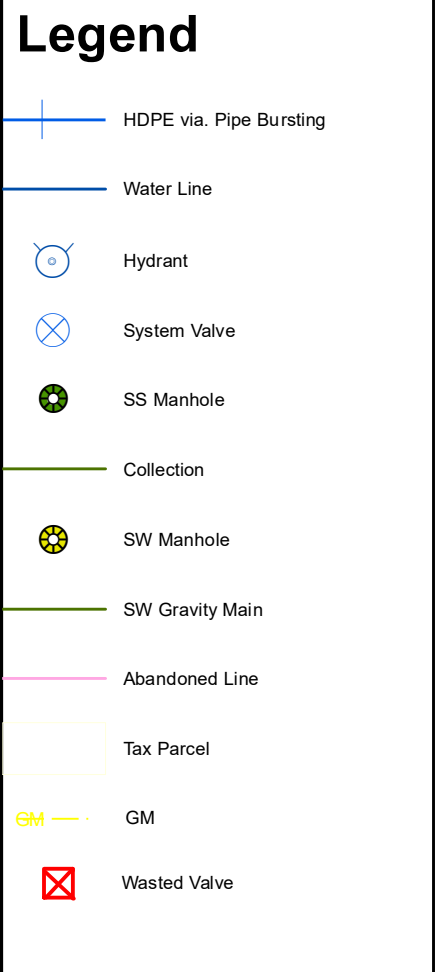 Legend
HDPE via. Pipe Bursting
Water Line
Hydrant
System Valve
SS Manhole
Collection
SW Manhole
SW Gravity Main
Abandoned Line
Tax Parcel
GM GM
Wasted Valve